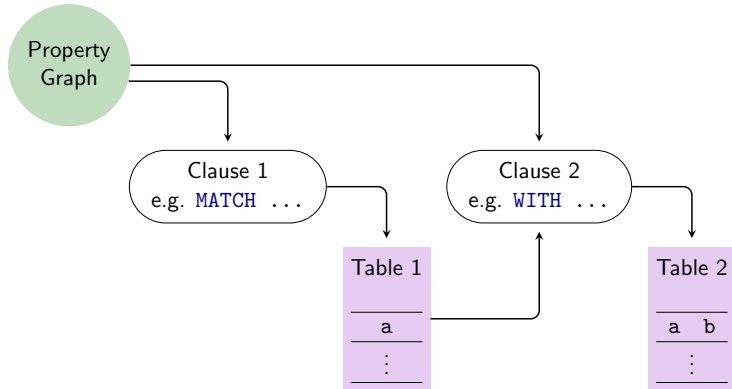 Property
Graph
Clause 1
e.g. MATCH ...
Clause 2
e.g. WITH ...
Table 1
a
⋮
Table 2
a b
⋮